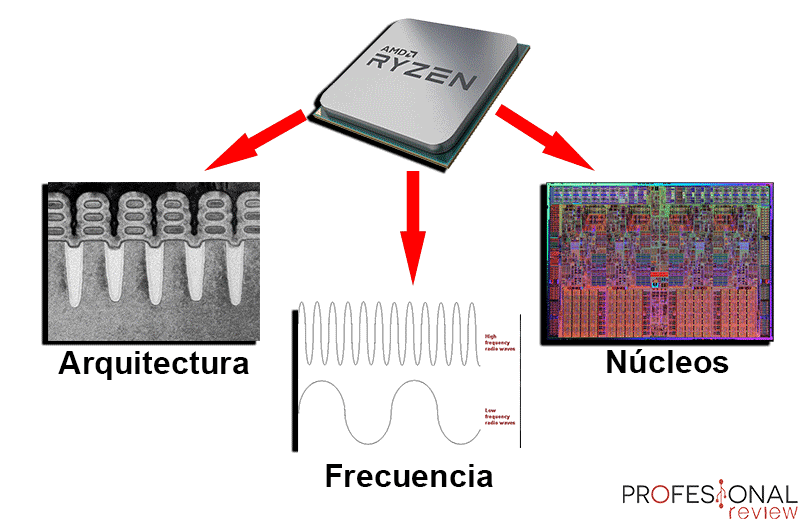 AMD
RYZEN
Arquitectura
High
frequency
radio waves
Low
frequency
radio waves
Frecuencia
Núcleos
PROFESIONAL
review